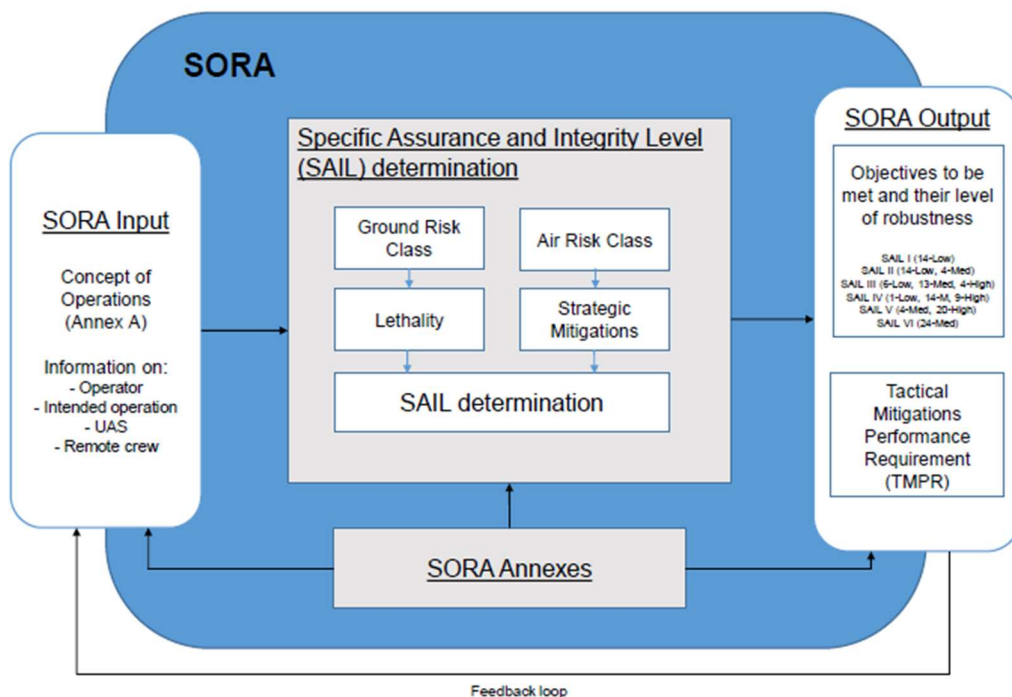 SORA
SORA Input
Concept of
Operations
(Annex A)
Information on:
- Operator
- Intended operation
- UAS
- Remote crew
Specific Assurance and Integrity Level
(SAIL) determination
Ground Risk
Class
Air Risk Class
Lethality
Strategic
Mitigations
SAIL determination
SORA Annexes
SORA Output
Objectives to be
met and their level
of robustness
SAIL I (14-Low)
SAIL II (14-Low, 4-Med)
SAIL III (6-Low, 13-Med, 4-High)
SAIL IV (1-Low, 14-M, 9-High)
SAIL V (4-Med, 20-High)
SAIL VI (24-Med)
Tactical
Mitigations
Performance
Requirement
(TMPR)
Feedback loop